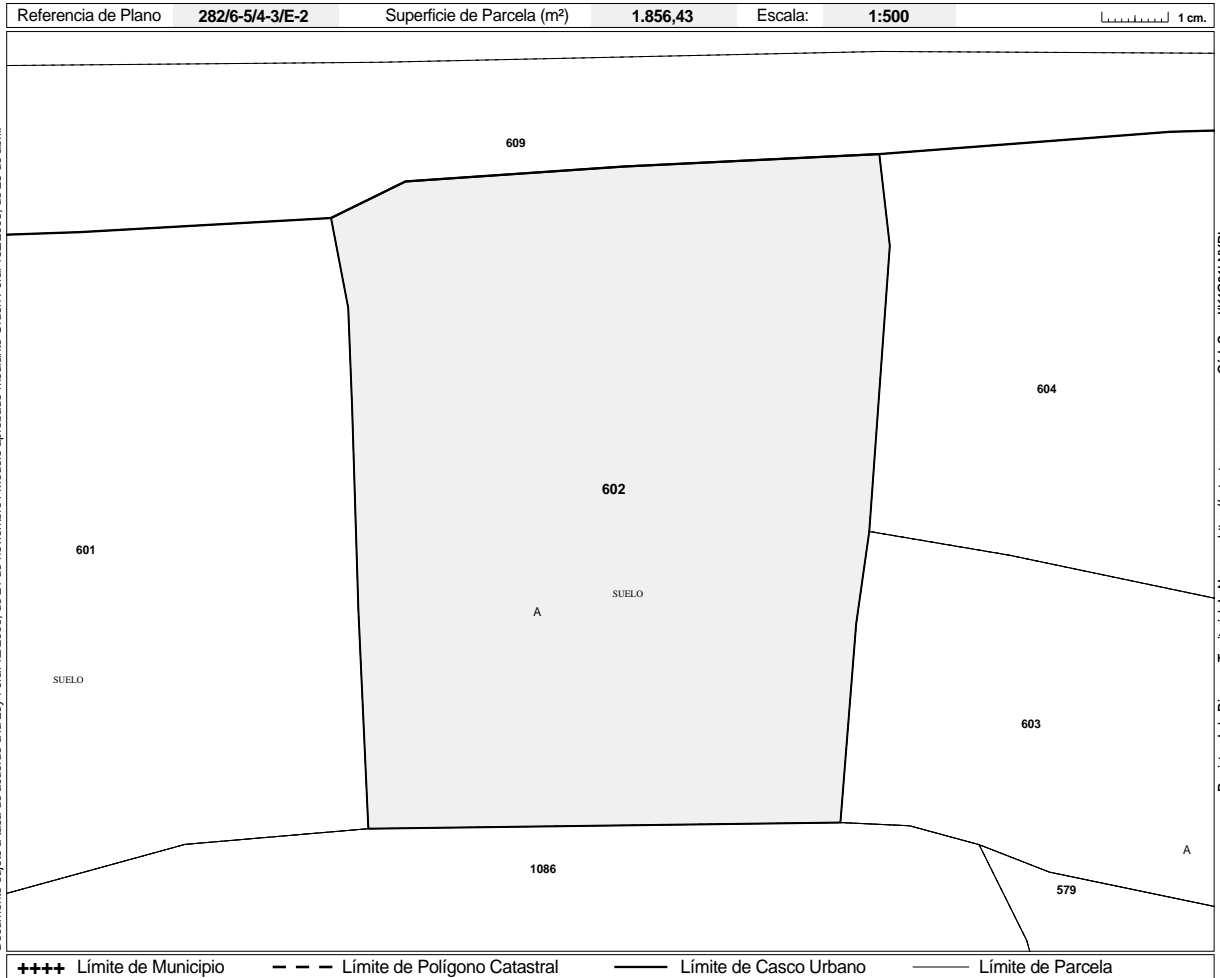 Referencia de Plano 282/6-5/4-3/E-2 Superficie de Parcela (m²) 1.856,43 Escala: 1:500 1 cm.
609
604
602
601
SUELO
A
SUELO
603
A
1086
579
++++ Límite de Municipio – – – Límite de Polígono Catastral —— Límite de Casco Urbano —— Límite de Parcela